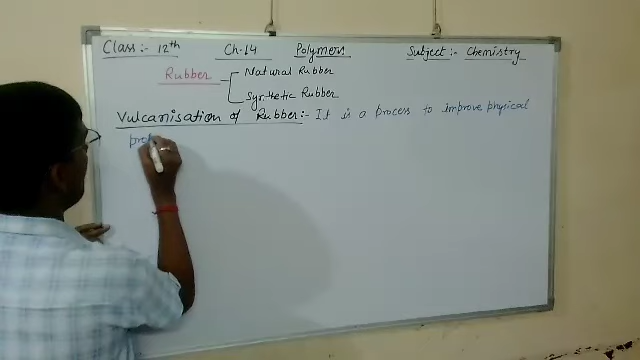 Class:- 12th Ch-14 Polymers Subject:- Chemistry
Rubber Natural Rubber
Synthetic Rubber
Vulcanisation of Rubber:- It is a process to improve physical
prop